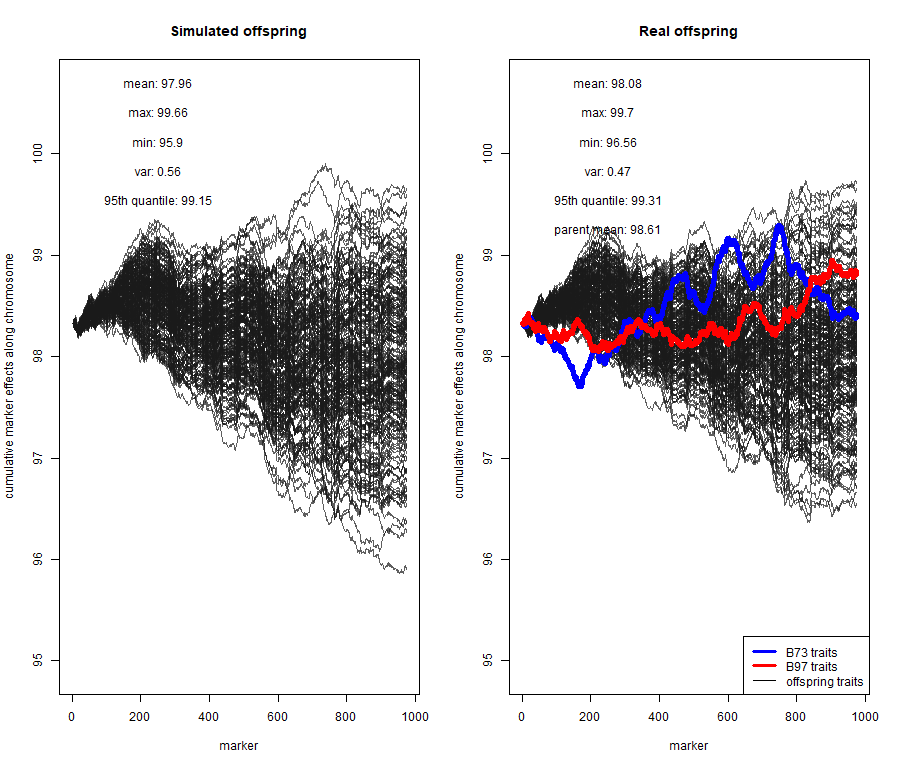 Simulated offspring
mean: 97.96
max: 99.66
min: 95.9
var: 0.56
95th quantile: 99.15
cumulative marker effects along chromosome
100
99
98
97
96
95
0 200 400 600 800 1000
marker
Real offspring
mean: 98.08
max: 99.7
min: 96.56
var: 0.47
95th quantile: 99.31
parent mean: 98.61
cumulative marker effects along chromosome
100
99
98
97
96
95
B73 traits
B97 traits
offspring traits
0 200 400 600 800 1000
marker